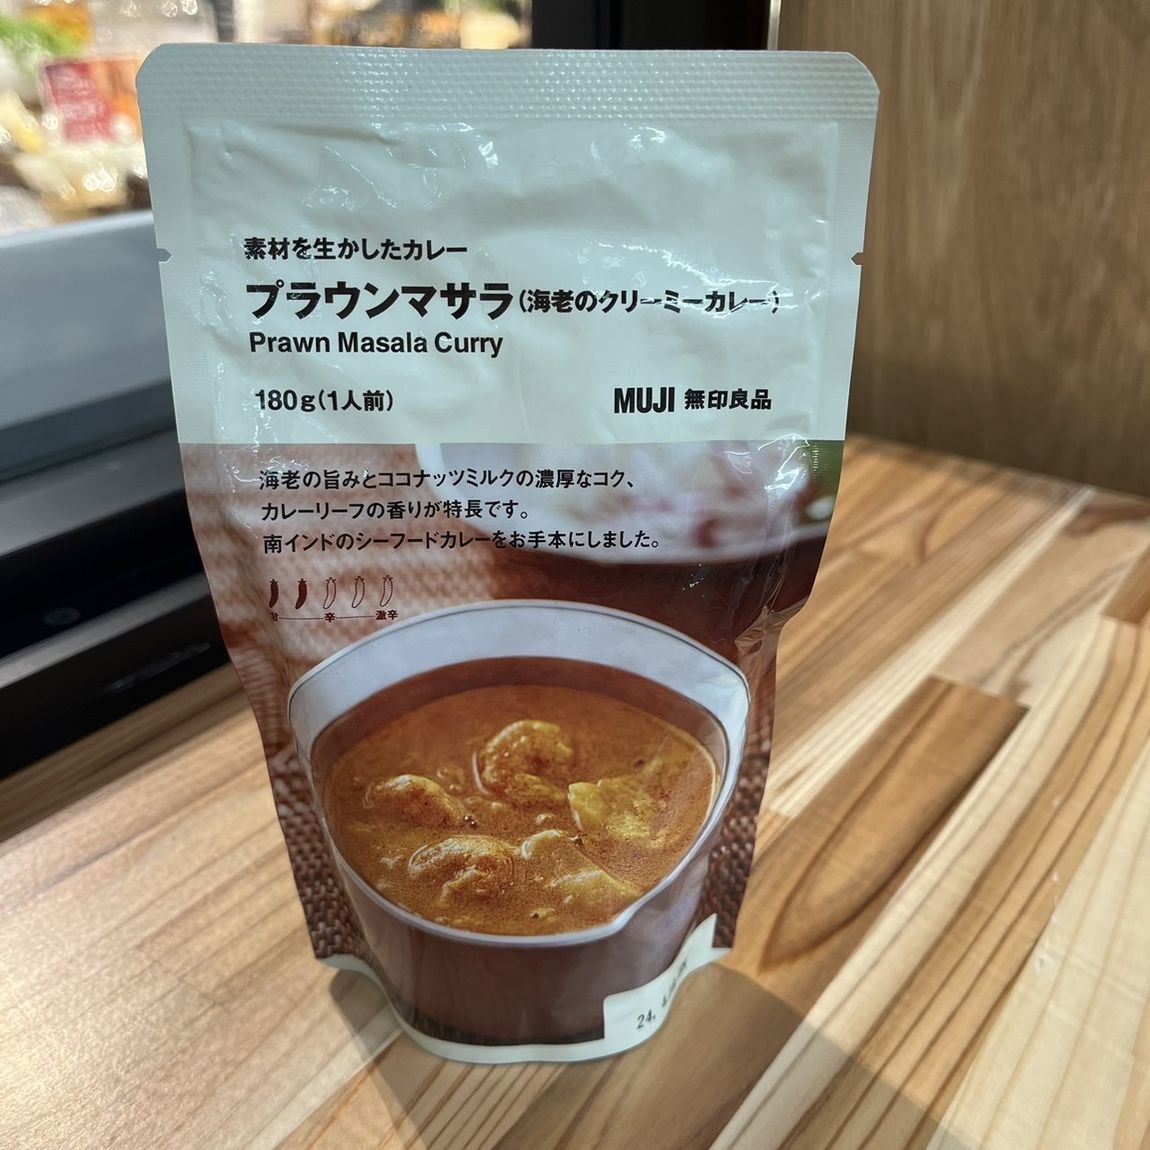 素材を生かしたカレー
プラウンマサラ(海老のクリーミーカレー)
Prawn Masala Curry
180g(1人前)
MUJI 無印良品
海老の旨みとココナッツミルクの濃厚なコク、
カレーリーフの香りが特長です。
南インドのシーフードカレーをお手本にしました。
甘 辛 激辛
24.